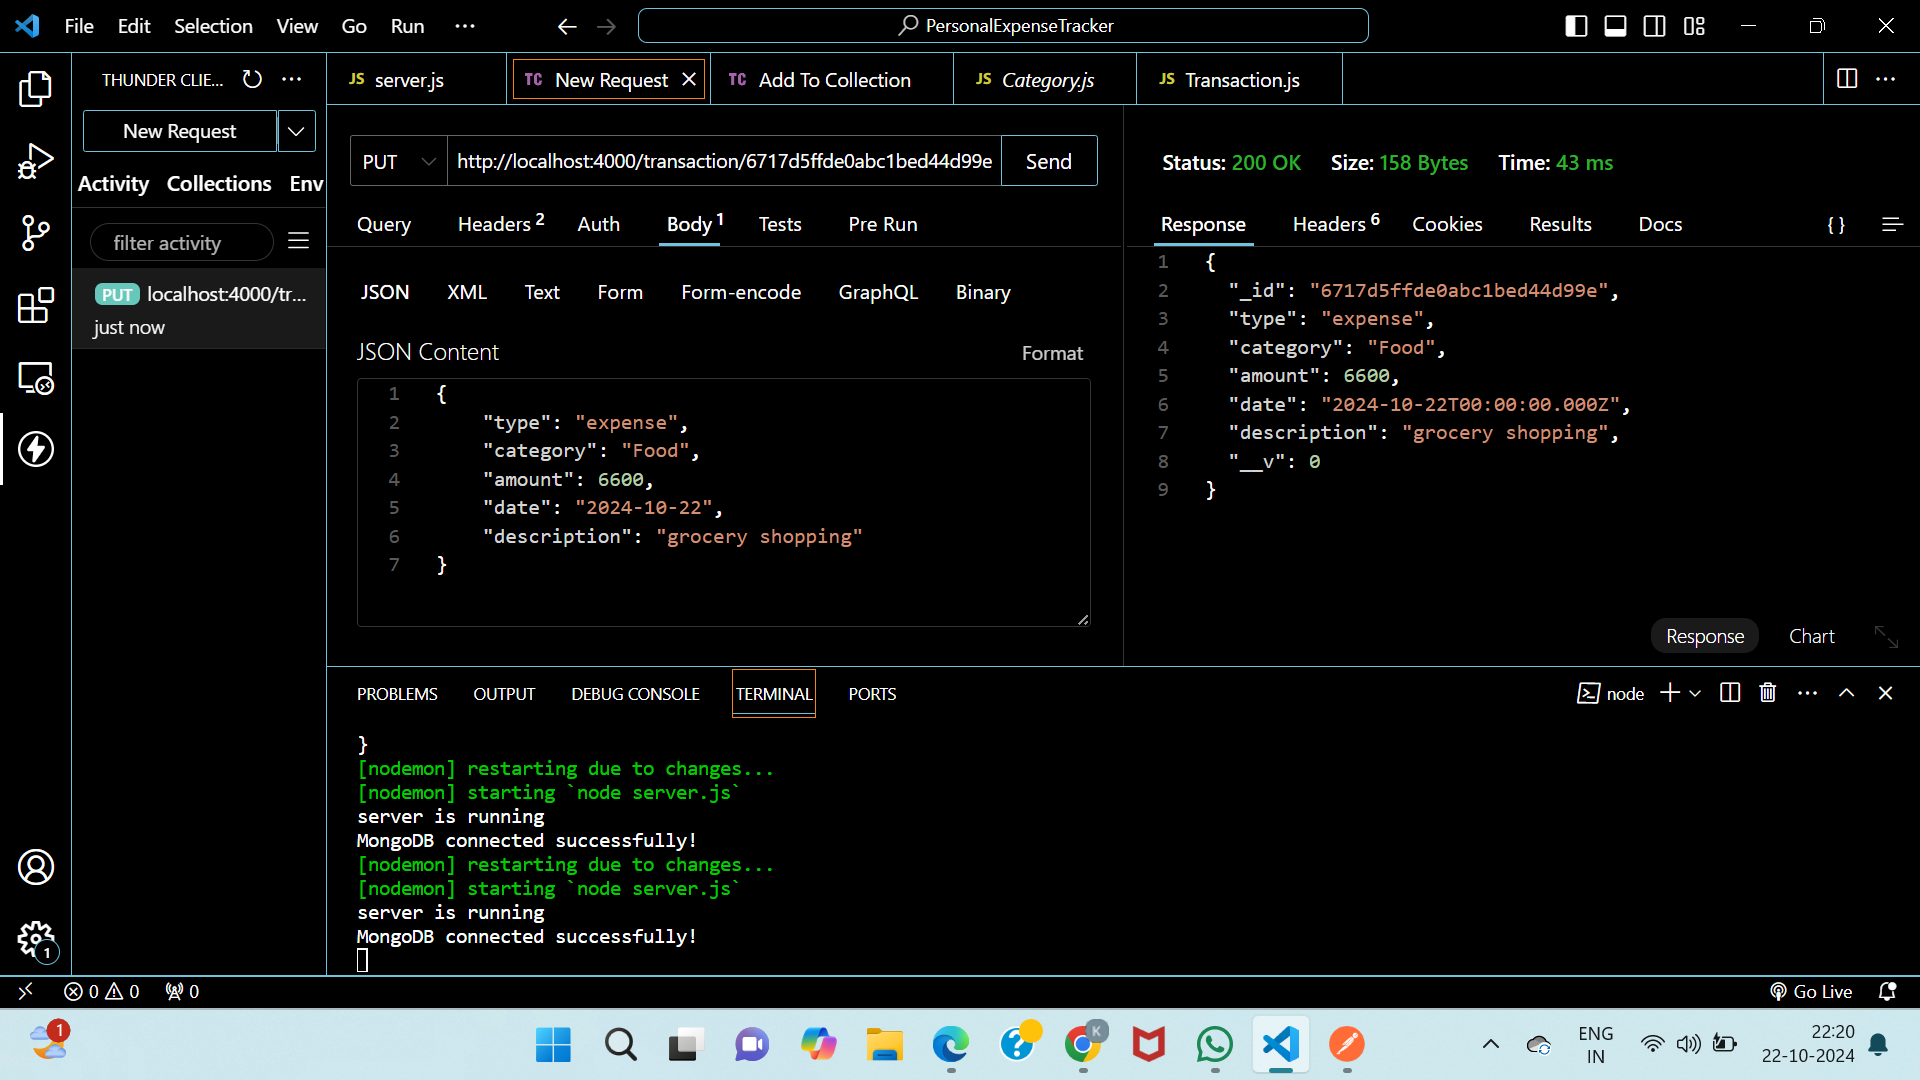 File Edit Selection View Go Run ··· PersonalExpenseTracker
THUNDER CLIE... ···
JS server.js TC New Request TC Add To Collection JS Category.js JS Transaction.js ···
New Request
Activity Collections Env
filter activity
PUT localhost:4000/tr...
just now
PUT http://localhost:4000/transaction/6717d5ffde0abc1bed44d99e Send
Query Headers 2 Auth Body 1 Tests Pre Run
JSON XML Text Form Form-encode GraphQL Binary
JSON Content Format
1 {
2 "type": "expense",
3 "category": "Food",
4 "amount": 6600,
5 "date": "2024-10-22",
6 "description": "grocery shopping"
7 }
Status: 200 OK Size: 158 Bytes Time: 43 ms
Response Headers 6 Cookies Results Docs { }
1 {
2 "_id": "6717d5ffde0abc1bed44d99e",
3 "type": "expense",
4 "category": "Food",
5 "amount": 6600,
6 "date": "2024-10-22T00:00:00.000Z",
7 "description": "grocery shopping",
8 "__v": 0
9 }
Response Chart
PROBLEMS OUTPUT DEBUG CONSOLE TERMINAL PORTS node ···
}
[nodemon] restarting due to changes...
[nodemon] starting `node server.js`
server is running
MongoDB connected successfully!
[nodemon] restarting due to changes...
[nodemon] starting `node server.js`
server is running
MongoDB connected successfully!
1
0 0 0 Go Live
1 K ENG
IN
22:20
22-10-2024